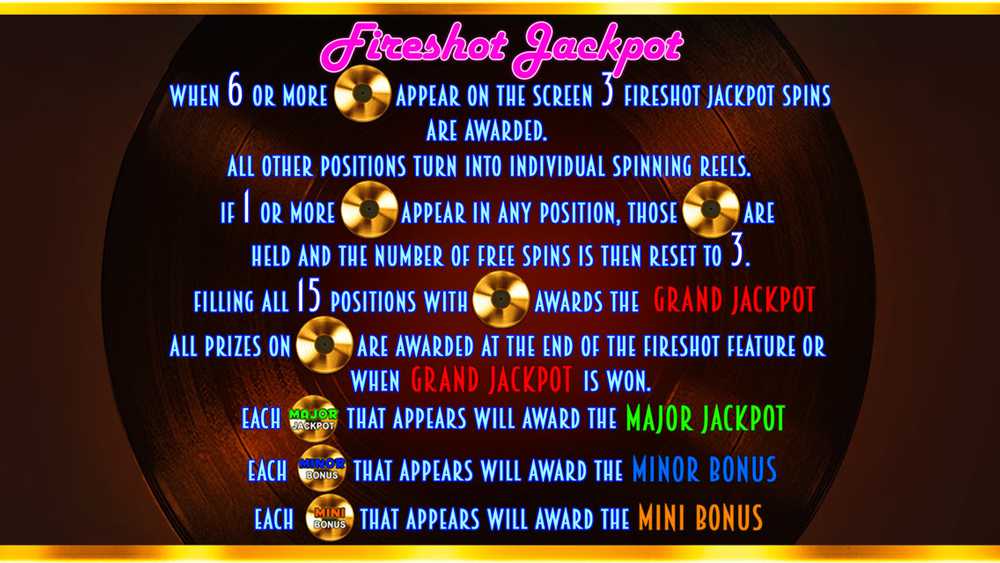 Fireshot Jackpot
WHEN 6 OR MORE APPEAR ON THE SCREEN 3 FIRESHOT JACKPOT SPINS
ARE AWARDED.
ALL OTHER POSITIONS TURN INTO INDIVIDUAL SPINNING REELS.
IF 1 OR MORE APPEAR IN ANY POSITION, THOSE ARE
HELD AND THE NUMBER OF FREE SPINS IS THEN RESET TO 3.
FILLING ALL 15 POSITIONS WITH AWARDS THE GRAND JACKPOT
ALL PRIZES ON ARE AWARDED AT THE END OF THE FIRESHOT FEATURE OR
WHEN GRAND JACKPOT IS WON.
EACH MAJOR JACKPOT THAT APPEARS WILL AWARD THE MAJOR JACKPOT
EACH MINOR BONUS THAT APPEARS WILL AWARD THE MINOR BONUS
EACH MINI BONUS THAT APPEARS WILL AWARD THE MINI BONUS